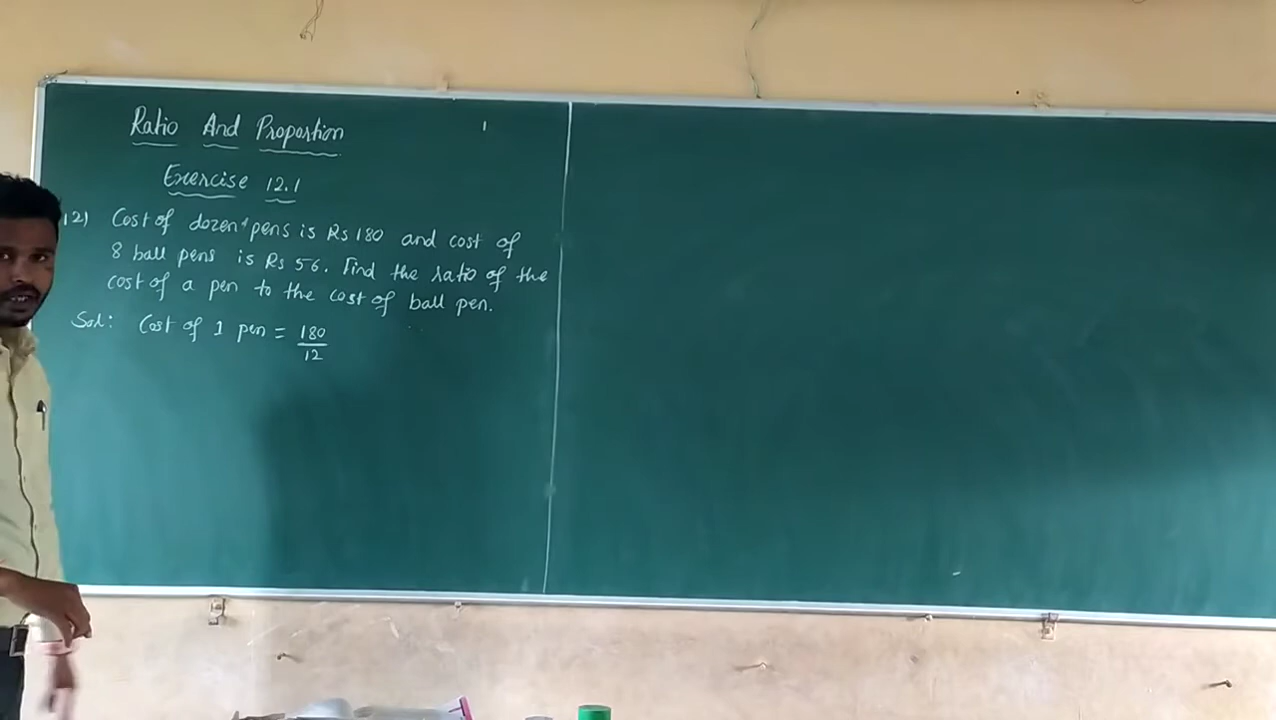 Ratio And Proportion
Exercise 12.1
12) Cost of dozen pens is Rs 180 and cost of
8 ball pens is Rs 56. Find the ratio of the
cost of a pen to the cost of ball pen.
Sol: Cost of 1 pen = 180/12